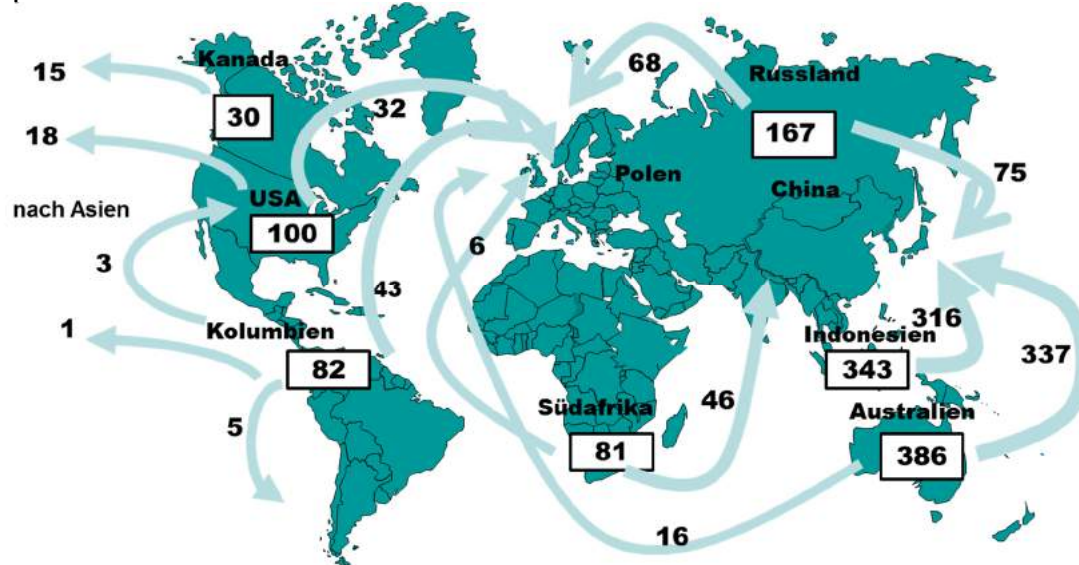 Kanada
15
30
32
68
Russland
167
18
USA
Polen
China
75
nach Asien
100
3
6
43
1
Kolumbien
82
316
Indonesien
343
337
Südafrika
46
Australien
5
81
386
16